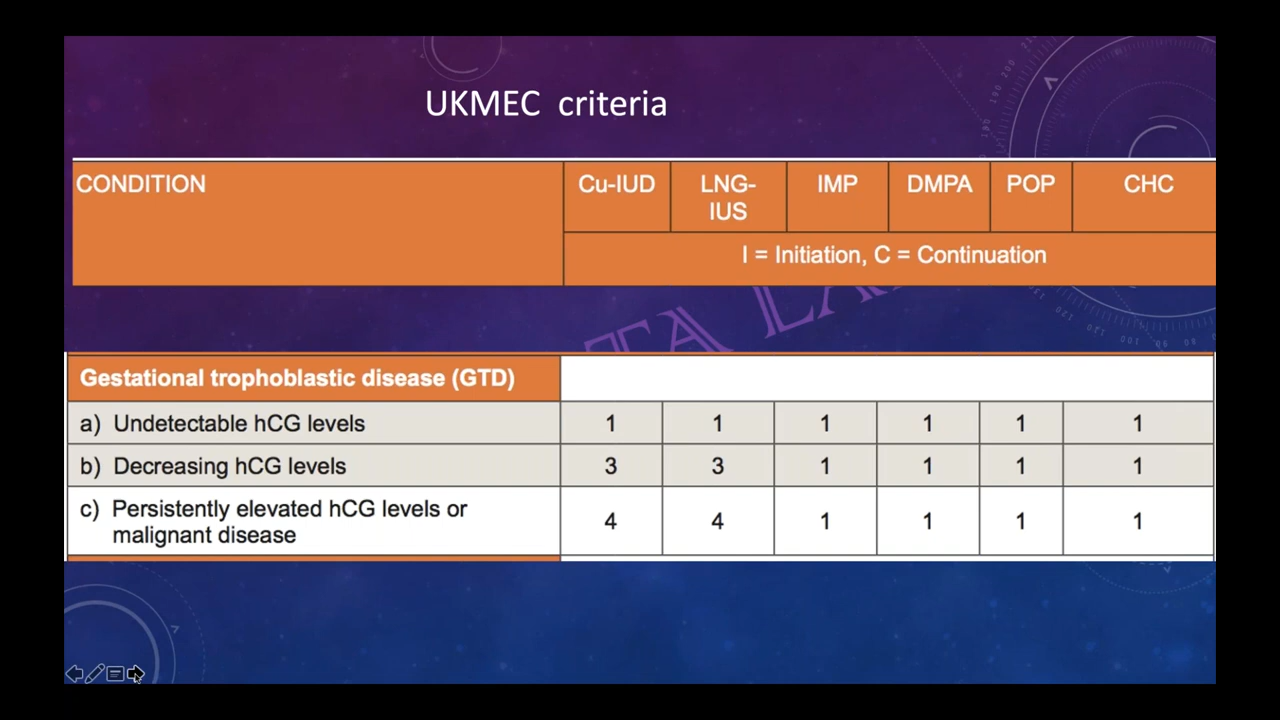 UKMEC criteria
CONDITION Cu-IUD LNG- IMP DMPA POP CHC
IUS
I = Initiation, C = Continuation
TA LA
Gestational trophoblastic disease (GTD)
a) Undetectable hCG levels 1 1 1 1 1 1
b) Decreasing hCG levels 3 3 1 1 1 1
c) Persistently elevated hCG levels or
malignant disease 4 4 1 1 1 1